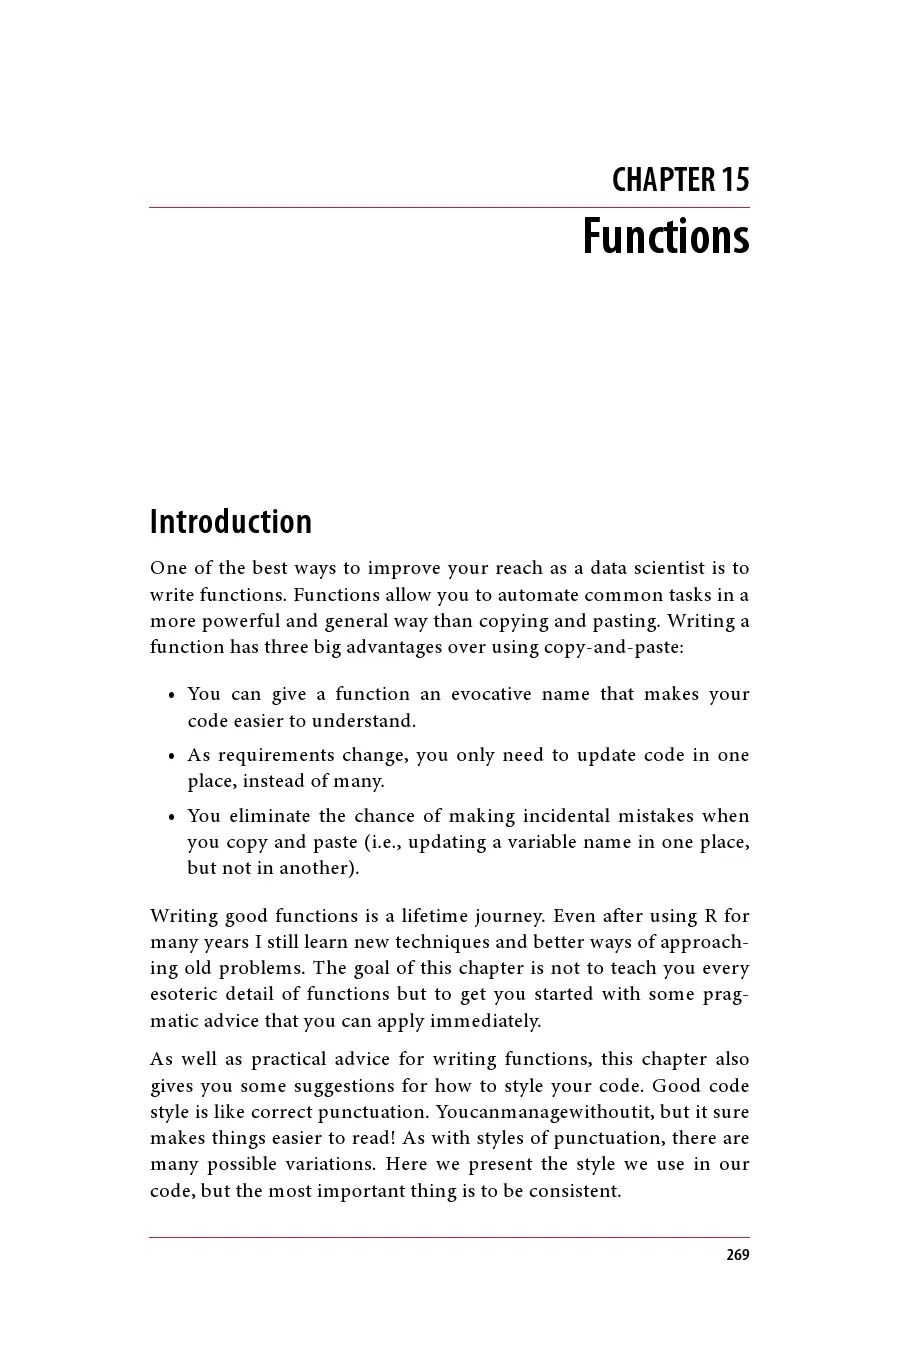 CHAPTER 15
Functions
Introduction
One of the best ways to improve your reach as a data scientist is to
write functions. Functions allow you to automate common tasks in a
more powerful and general way than copying and pasting. Writing a
function has three big advantages over using copy-and-paste:
• You can give a function an evocative name that makes your
code easier to understand.
• As requirements change, you only need to update code in one
place, instead of many.
• You eliminate the chance of making incidental mistakes when
you copy and paste (i.e., updating a variable name in one place,
but not in another).
Writing good functions is a lifetime journey. Even after using R for
many years I still learn new techniques and better ways of approach-
ing old problems. The goal of this chapter is not to teach you every
esoteric detail of functions but to get you started with some prag-
matic advice that you can apply immediately.
As well as practical advice for writing functions, this chapter also
gives you some suggestions for how to style your code. Good code
style is like correct punctuation. Youcanmanagewithoutit, but it sure
makes things easier to read! As with styles of punctuation, there are
many possible variations. Here we present the style we use in our
code, but the most important thing is to be consistent.
269